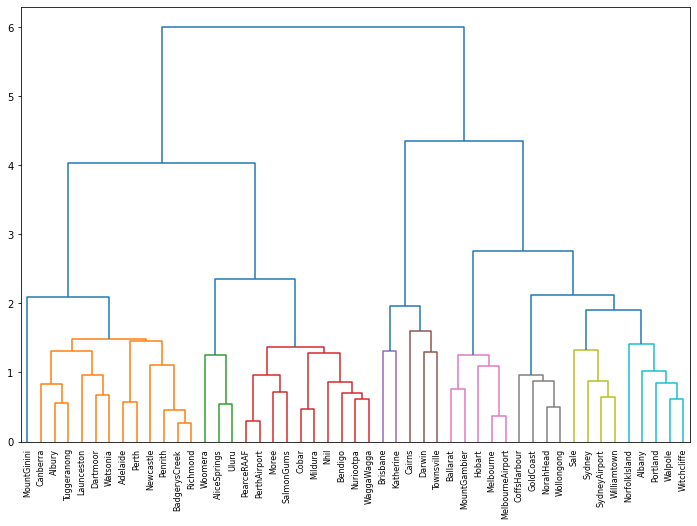 6
5
4
3
2
1
0
MountGinini
Canberra
Albury
Tuggeranong
Launceston
Dartmoor
Watsonia
Adelaide
Perth
Newcastle
Penrith
BadgerysCreek
Richmond
Woomera
AliceSprings
Uluru
PearceRAAF
PerthAirport
Moree
SalmonGums
Cobar
Mildura
Nhil
Bendigo
Nuriootpa
WaggaWagga
Brisbane
Katherine
Cairns
Darwin
Townsville
Ballarat
MountGambier
Hobart
Melbourne
MelbourneAirport
CoffsHarbour
GoldCoast
NorahHead
Wollongong
Sale
Sydney
SydneyAirport
Williamtown
NorfolkIsland
Albany
Portland
Walpole
Witchcliffe